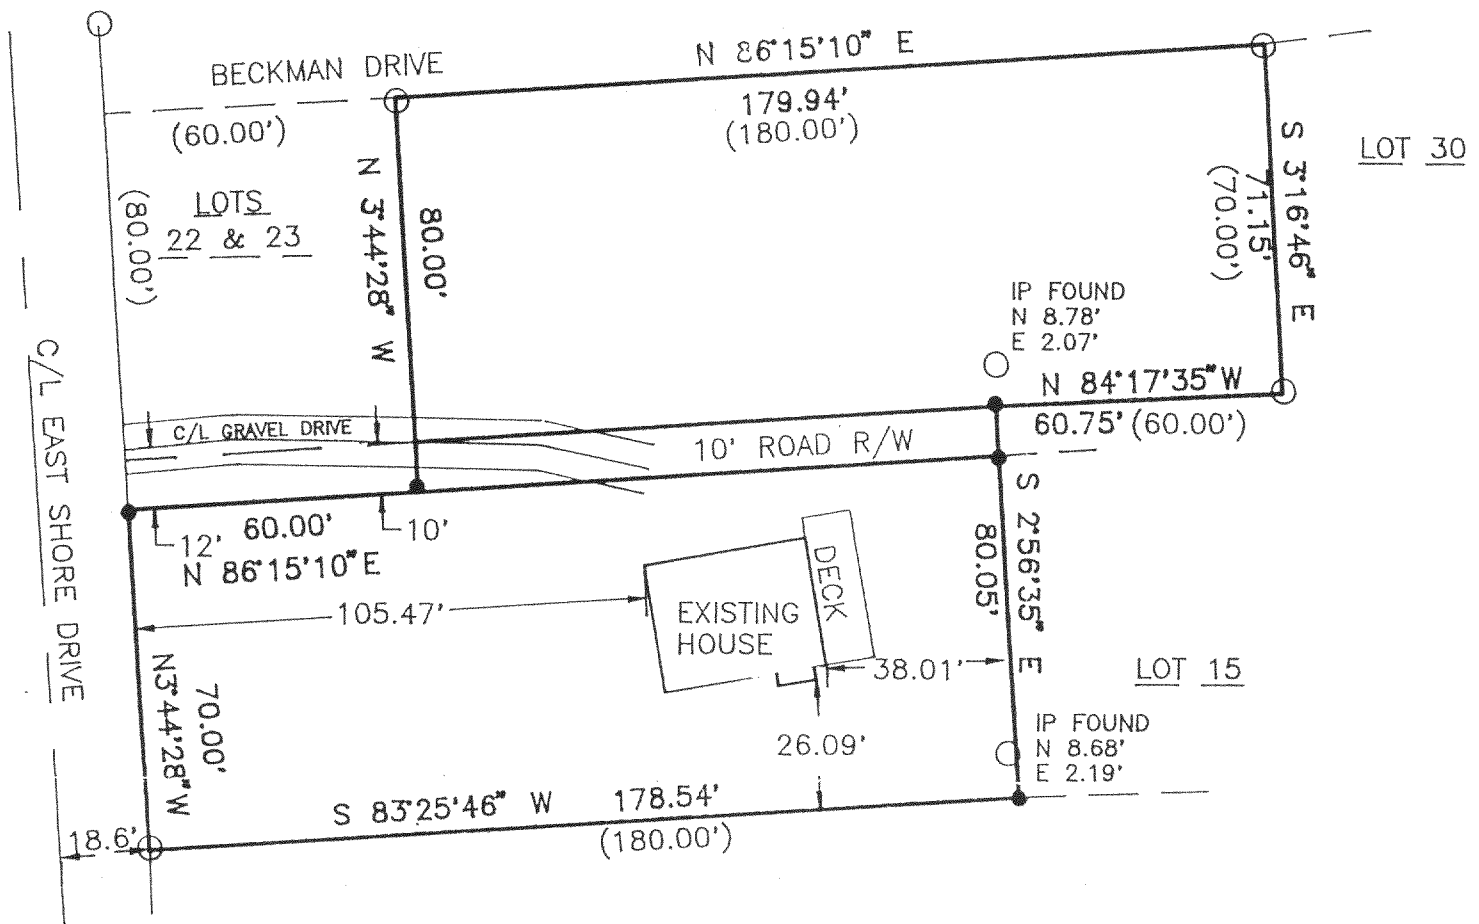 BECKMAN DRIVE
(60.00')
N 86°15'10" E
179.94'
(180.00')
LOT 30
S 3°16'46" E
71.15'
(70.00')
LOTS
22 & 23
(80.00')
N 3°44'28" W
80.00'
IP FOUND
N 8.78'
E 2.07'
N 84°17'35" W
60.75' (60.00')
C/L GRAVEL DRIVE
10' ROAD R/W
C/L EAST SHORE DRIVE
12'
60.00'
10'
N 86°15'10" E
105.47'
EXISTING
HOUSE
DECK
S 2°56'35" E
80.05'
38.01'
LOT 15
26.09'
IP FOUND
N 8.68'
E 2.19'
N3°44'28" W
70.00'
S 83°25'46" W 178.54'
(180.00')
18.6'